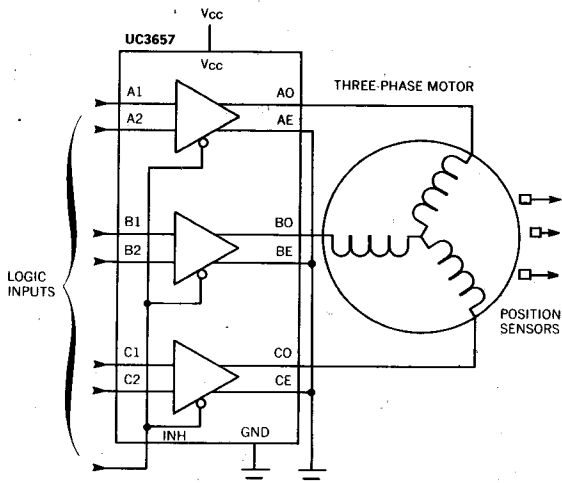 Vcc
UC3657
Vcc
THREE-PHASE MOTOR
A1
AO
A2
AE
B1
BO
B2
BE
LOGIC
INPUTS
POSITION
SENSORS
C1
CO
C2
CE
INH
GND